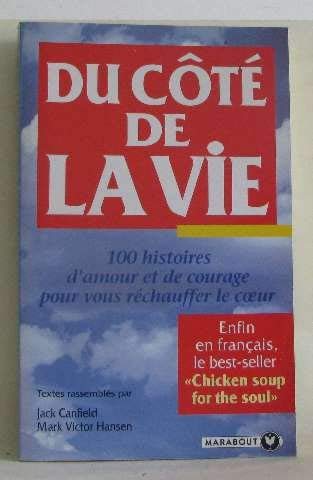 DU CÔTÉ
DE
LA VIE
100 histoires
d'amour et de courage
pour vous réchauffer le cœur
Enfin
en français,
le best-seller
«Chicken soup
for the soul»
Textes rassemblés par
Jack Canfield
Mark Victor Hansen
MARABOUT